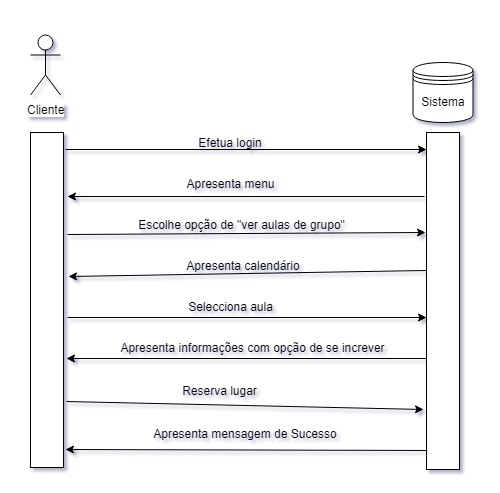 Cliente
Sistema
Efetua login
Apresenta menu
Escolhe opção de "ver aulas de grupo"
Apresenta calendário
Selecciona aula
Apresenta informações com opção de se increver
Reserva lugar
Apresenta mensagem de Sucesso